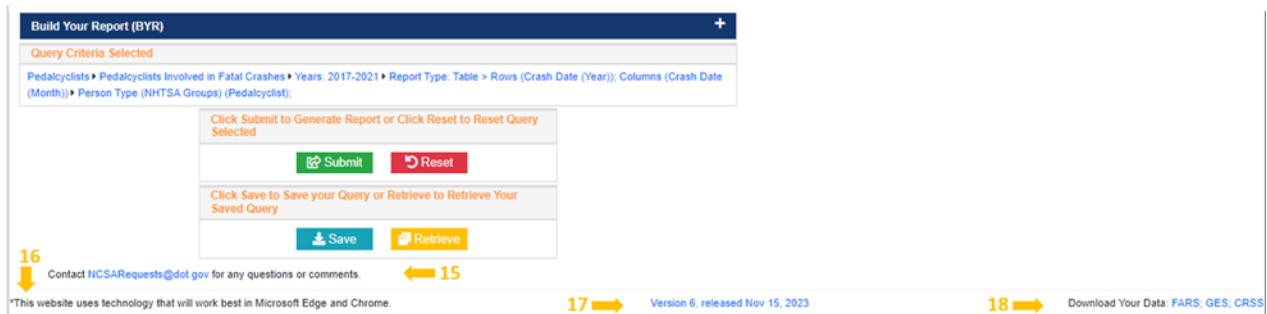 Build Your Report (BYR) +
Query Criteria Selected
Pedalcyclists ▸ Pedalcyclists Involved in Fatal Crashes ▸ Years: 2017-2021 ▸ Report Type: Table > Rows (Crash Date (Year)); Columns (Crash Date
(Month)) ▸ Person Type (NHTSA Groups) (Pedalcyclist);
Click Submit to Generate Report or Click Reset to Reset Query
Selected
Submit Reset
Click Save to Save your Query or Retrieve to Retrieve Your
Saved Query
Save Retrieve
16
Contact NCSARequests@dot.gov for any questions or comments. 15
*This website uses technology that will work best in Microsoft Edge and Chrome. 17 Version 6, released Nov 15, 2023 18 Download Your Data: FARS; GES; CRSS